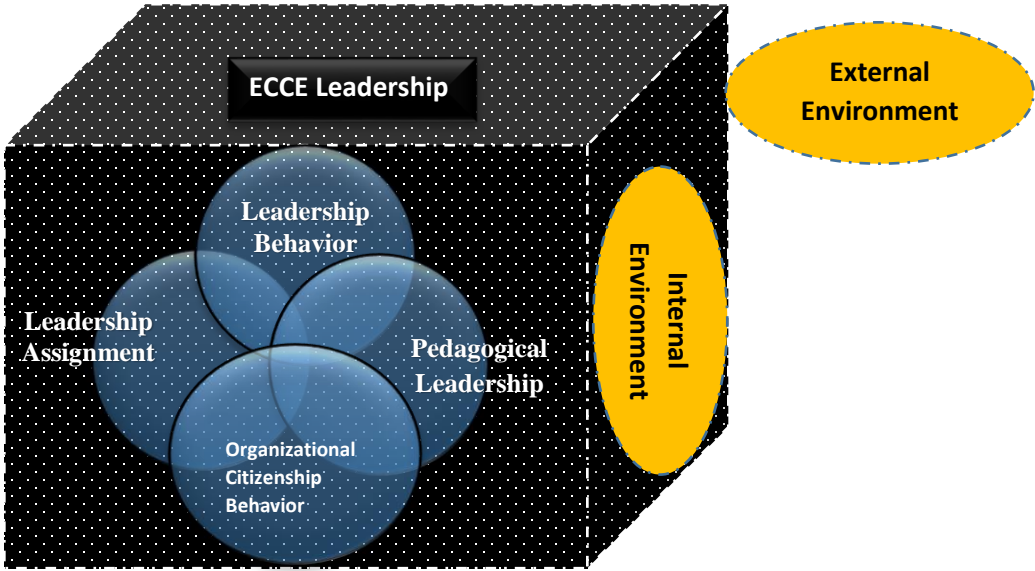 ECCE Leadership
External
Environment
Leadership
Behavior
Internal
Environment
Leadership
Assignment
Pedagogical
Leadership
Organizational
Citizenship
Behavior